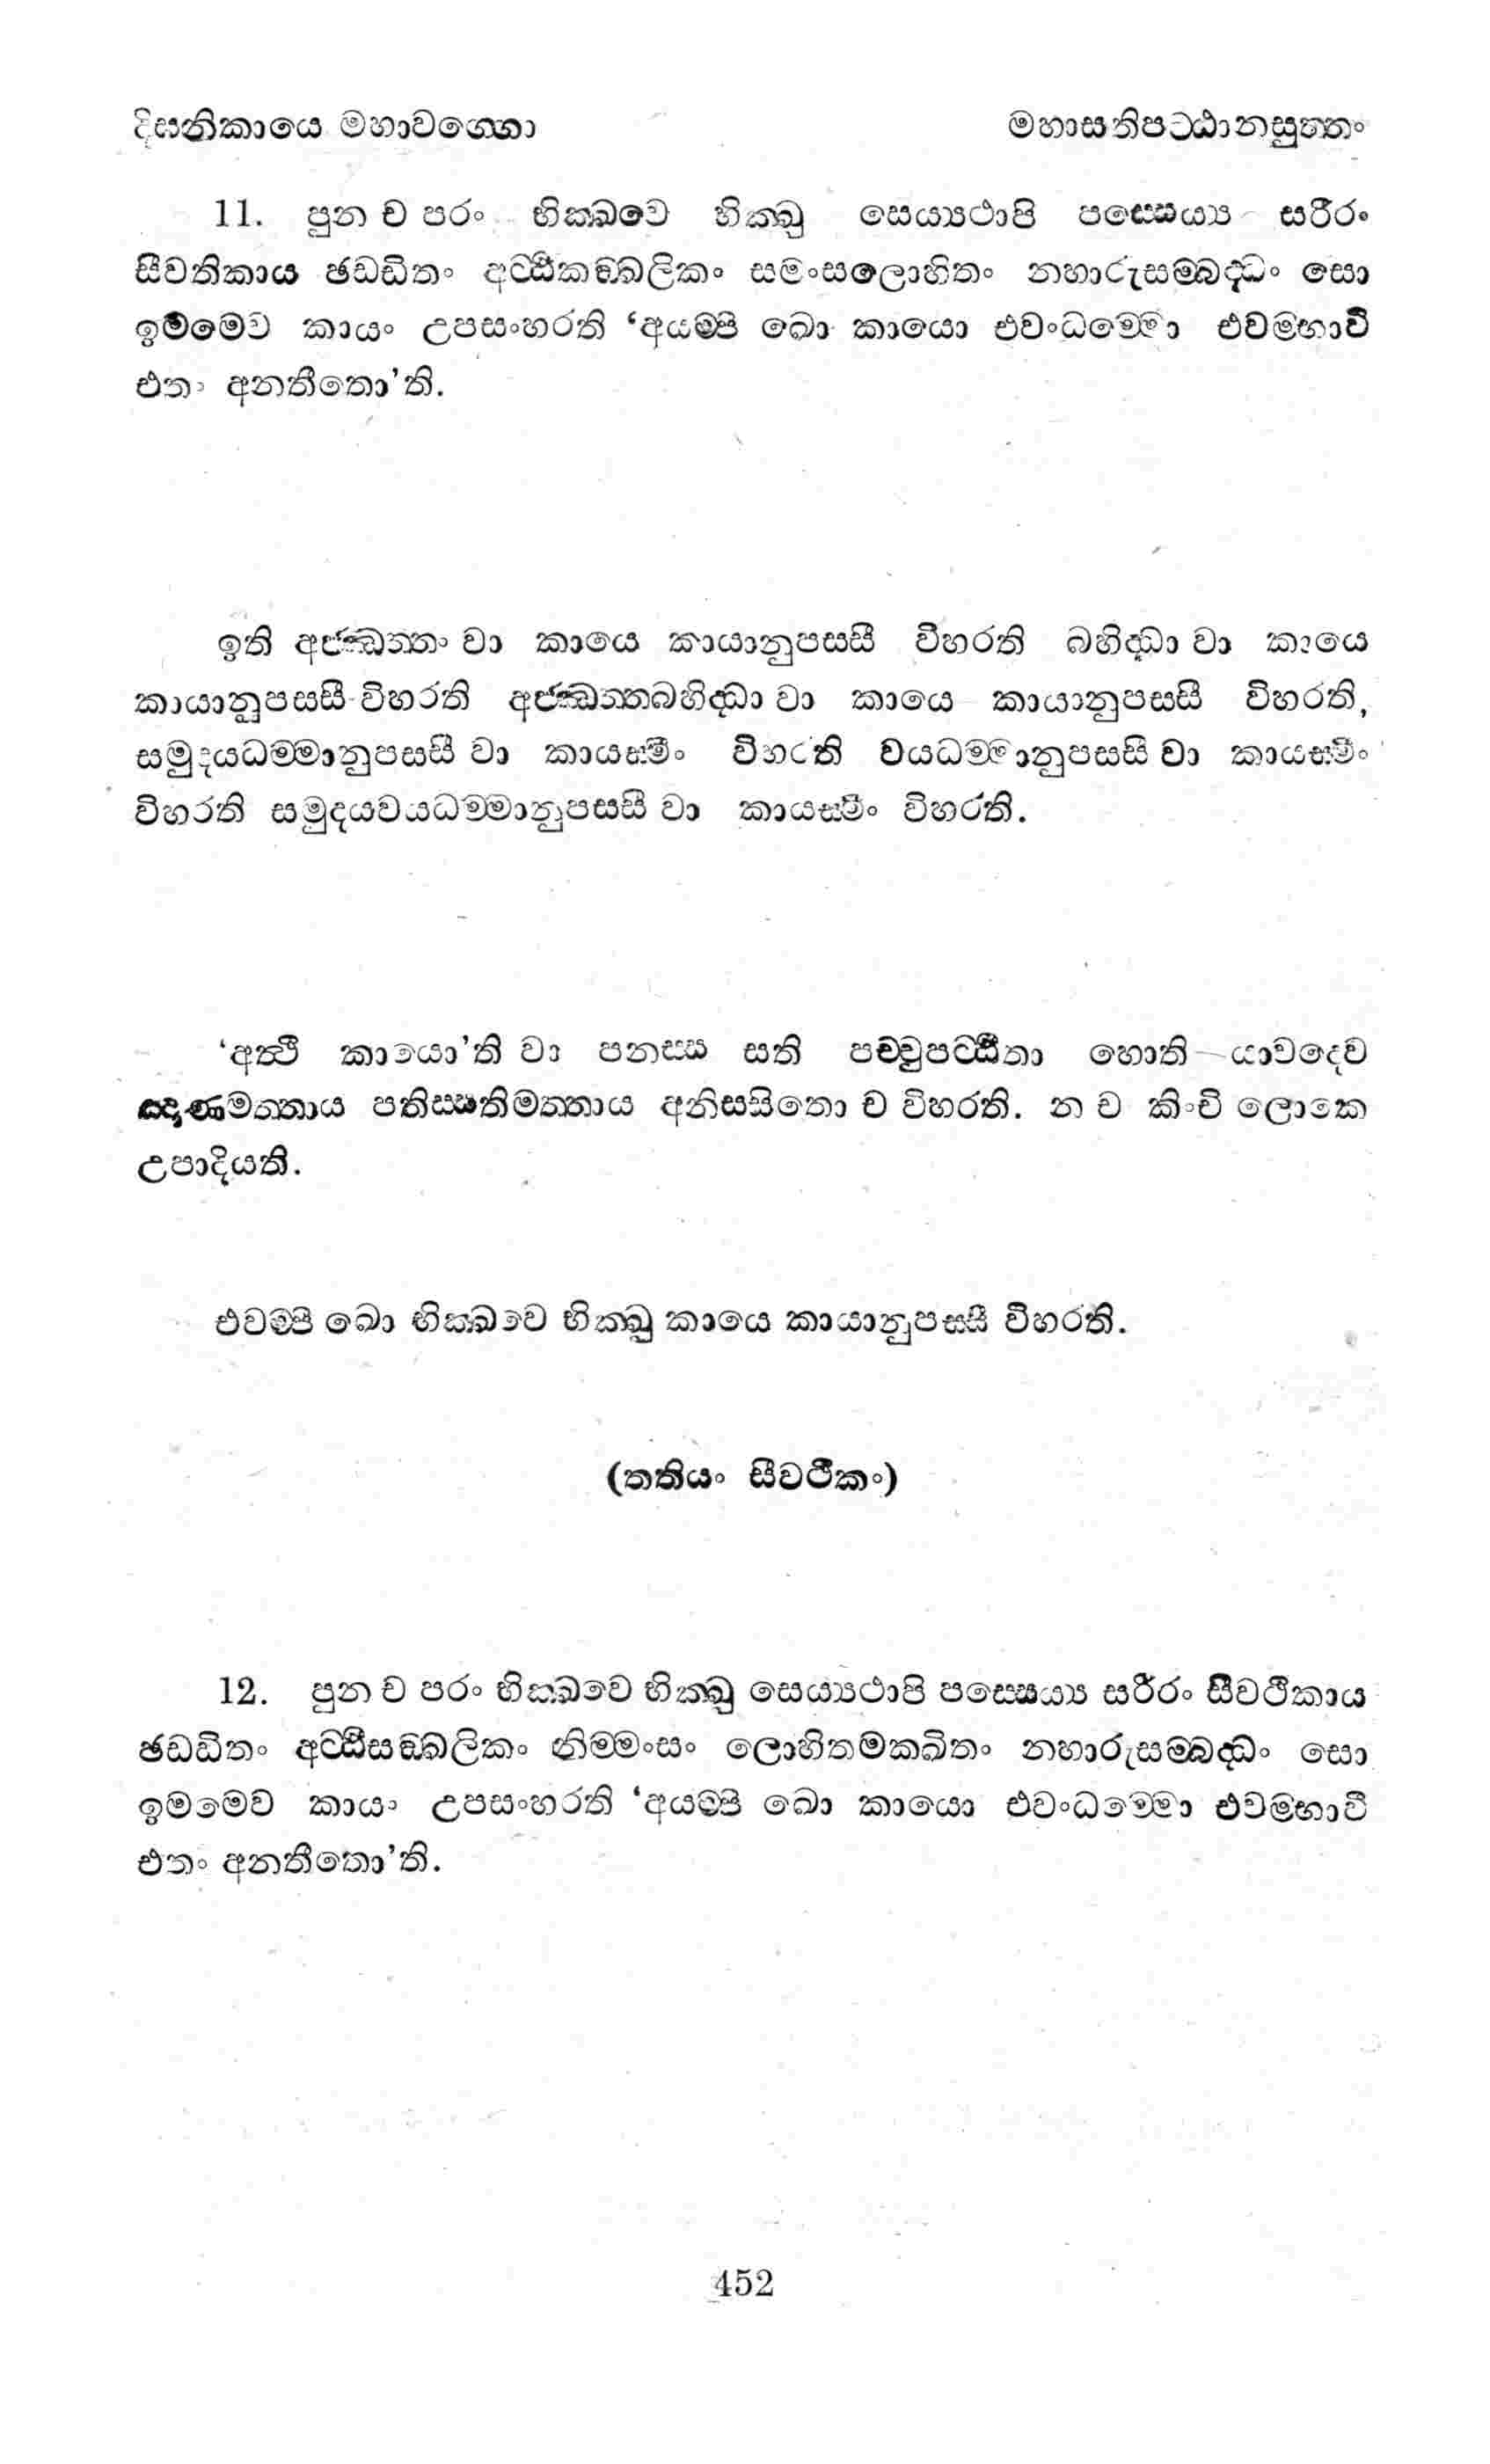 දීඝනිකායෙ මහාවග්ගො මහාසතිපට්ඨානසුත්තං
11. පුන ච පරං භික්ඛවෙ භික්ඛු සෙය්‍යථාපි පස්සෙය්‍ය සරීරං
සීවතිකාය ඡඩ්ඩිතං අට්ඨිකඞ්ඛලිකං සමංසලොහිතං නහාරුසම්බද්ධං සො
ඉමමෙව කායං උපසංහරති ‘අයම්පි ඛො කායො එවංධම්මො එවම්භාවී
එතං අනතීතො’ති.
ඉති අජ්ඣත්තං වා කායෙ කායානුපස්සී විහරති බහිද්ධා වා කායෙ
කායානුපස්සී විහරති අජ්ඣත්තබහිද්ධා වා කායෙ කායානුපස්සී විහරති,
සමුදයධම්මානුපස්සී වා කායස්මිං විහරති වයධම්මානුපස්සී වා කායස්මිං
විහරති සමුදයවයධම්මානුපස්සී වා කායස්මිං විහරති.
‘අත්ථි කායො’ති වා පනස්ස සති පච්චුපට්ඨිතා හොති යාවදෙව
ඤාණමත්තාය පතිස්සතිමත්තාය අනිස්සිතො ච විහරති. න ච කිංචි ලොකෙ
උපාදියති.
එවම්පි ඛො භික්ඛවෙ භික්ඛු කායෙ කායානුපස්සී විහරති.
(තතියං සීවථිකං)
12. පුන ච පරං භික්ඛවෙ භික්ඛු සෙය්‍යථාපි පස්සෙය්‍ය සරීරං සීවථිකාය
ඡඩ්ඩිතං අට්ඨිසඞ්ඛලිකං නිම්මංසං ලොහිතමක්ඛිතං නහාරුසම්බද්ධං සො
ඉමමෙව කායං උපසංහරති ‘අයම්පි ඛො කායො එවංධම්මො එවම්භාවී
එතං අනතීතො’ති.
452